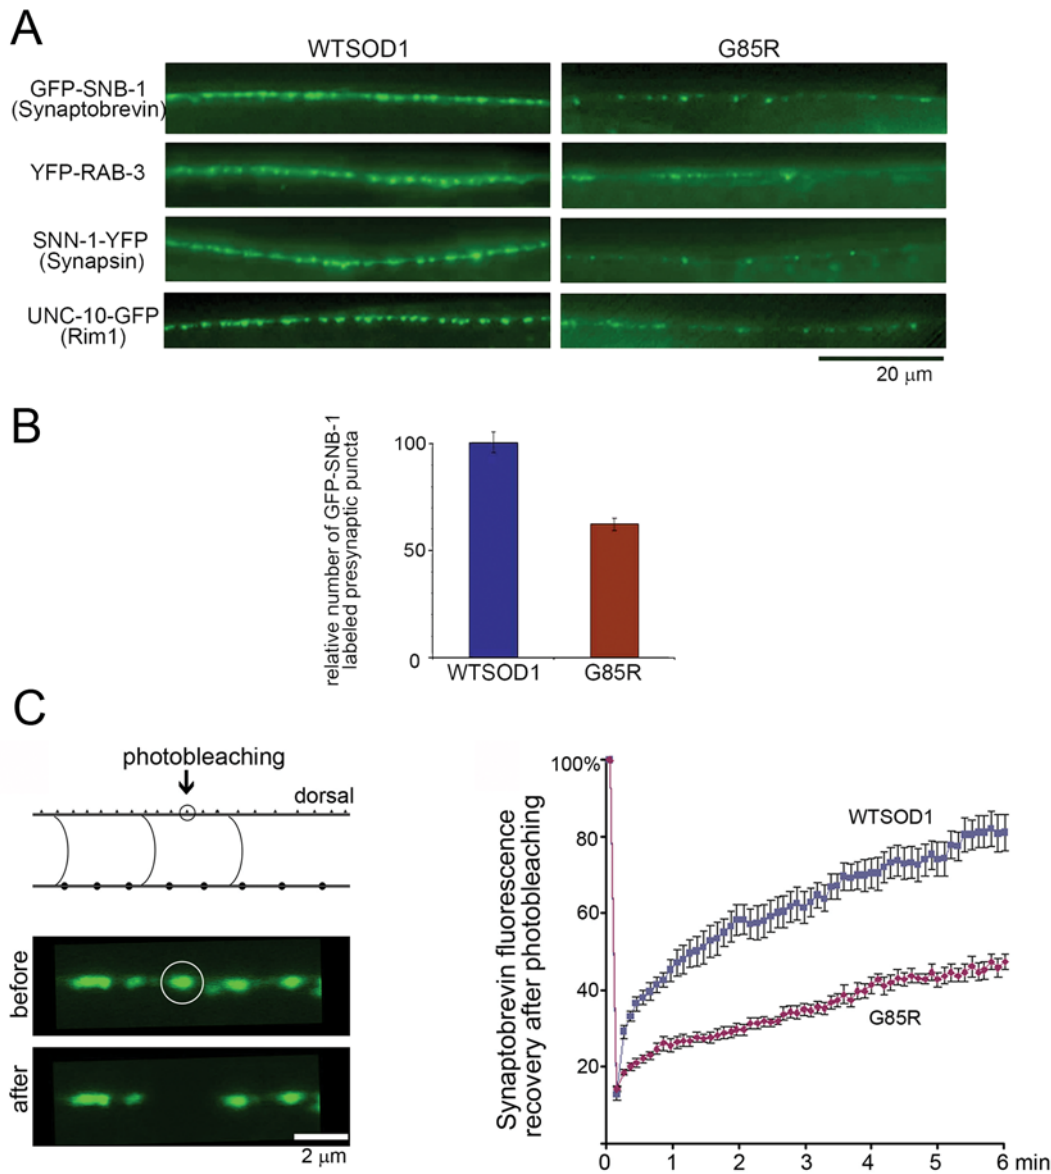 A
WTSOD1
G85R
GFP-SNB-1
(Synaptobrevin)
YFP-RAB-3
SNN-1-YFP
(Synapsin)
UNC-10-GFP
(Rim1)
20 μm
B
relative number of GFP-SNB-1
labeled presynaptic puncta
100
50
0
WTSOD1
G85R
C
photobleaching
dorsal
before
after
2 μm
Synaptobrevin fluorescence
recovery after photobleaching
100%
80
60
40
20
WTSOD1
G85R
0 1 2 3 4 5 6 min